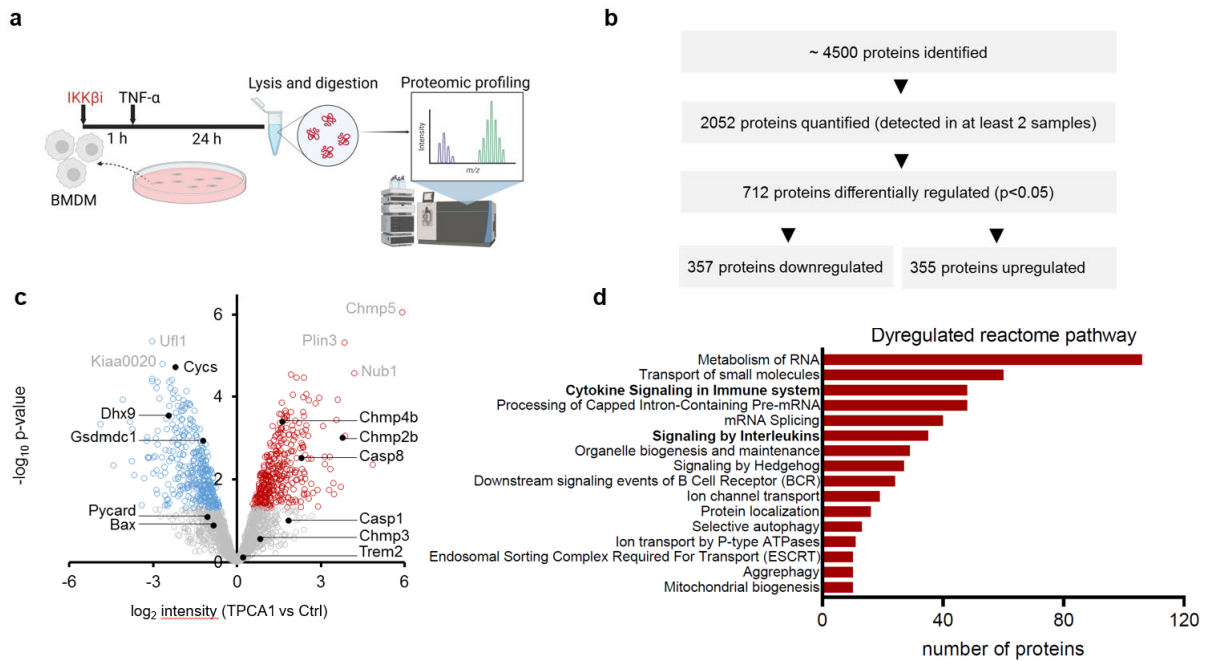 a
IKKβi
TNF-α
1 h
24 h
BMDM
Lysis and digestion
Proteomic profiling
Intensity
m/z
b
~ 4500 proteins identified
2052 proteins quantified (detected in at least 2 samples)
712 proteins differentially regulated (p<0.05)
357 proteins downregulated
355 proteins upregulated
c
-log10 p-value
6
4
2
0
Chmp5
Ufl1
Plin3
Kiaa0020
Cycs
Nub1
Dhx9
Chmp4b
Gsdmdc1
Chmp2b
Casp8
Pycard
Casp1
Bax
Chmp3
Trem2
-6
-3
0
3
6
log2 intensity (TPCA1 vs Ctrl)
d
Dyregulated reactome pathway
Metabolism of RNA
Transport of small molecules
Cytokine Signaling in Immune system
Processing of Capped Intron-Containing Pre-mRNA
mRNA Splicing
Signaling by Interleukins
Organelle biogenesis and maintenance
Signaling by Hedgehog
Downstream signaling events of B Cell Receptor (BCR)
Ion channel transport
Protein localization
Selective autophagy
Ion transport by P-type ATPases
Endosomal Sorting Complex Required For Transport (ESCRT)
Aggrephagy
Mitochondrial biogenesis
0
40
80
120
number of proteins